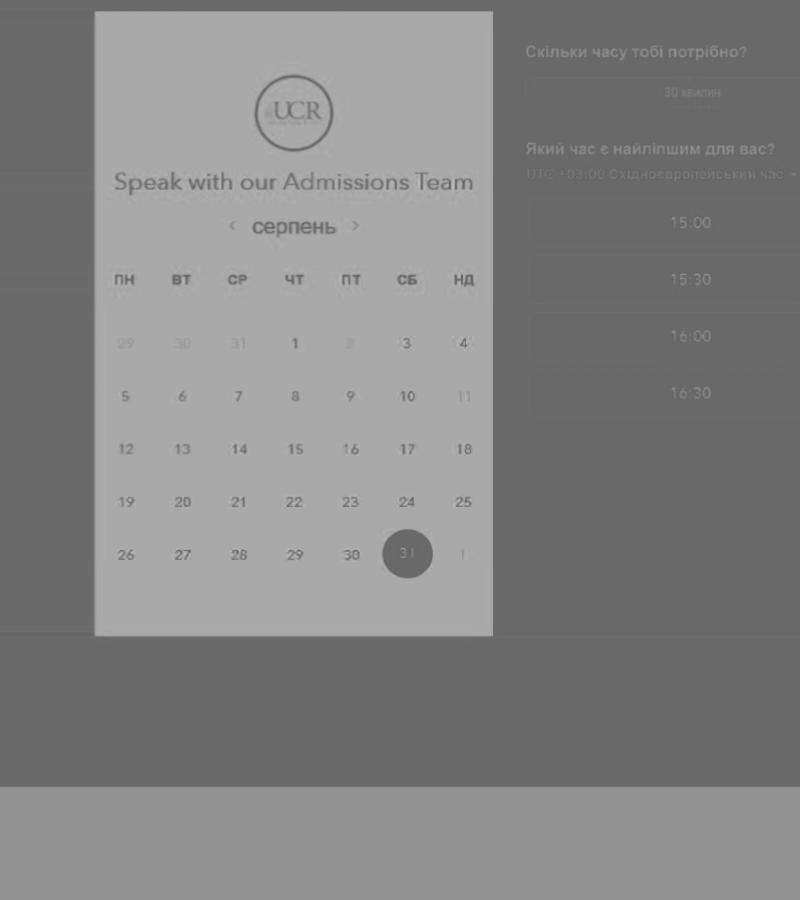 UCR
Speak with our Admissions Team
< серпень >
ПН ВТ СР ЧТ ПТ СБ НД
29 30 31 1 2 3 4
5 6 7 8 9 10 11
12 13 14 15 16 17 18
19 20 21 22 23 24 25
26 27 28 29 30 31 1
Скільки часу тобі потрібно?
30 хвилин
Який час є найліпшим для вас?
UTC +03:00 Східноєвропейський час
15:00
15:30
16:00
16:30